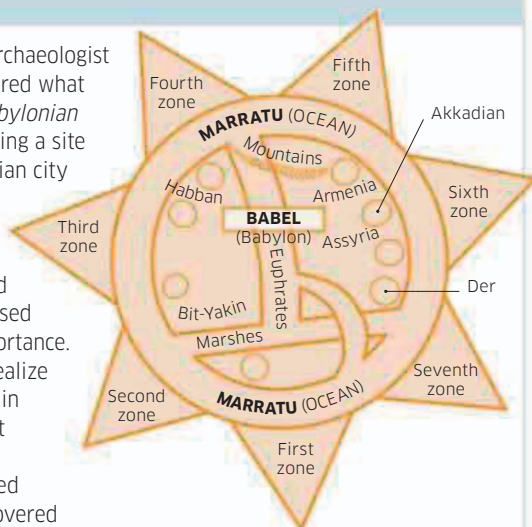 rchaeologist
red what
bylonian
ing a site
ian city
d
sed
ortance.
ealize
in
t
ed
overed
Fourth
zone
Fifth
zone
MARRATU (OCEAN)
Mountains
Akkadian
Habban
Armenia
Sixth
zone
BABEL
(Babylon)
Assyria
Third
zone
Euphrates
Der
Bit-Yakin
Marshes
Second
zone
MARRATU (OCEAN)
Seventh
zone
First
zone